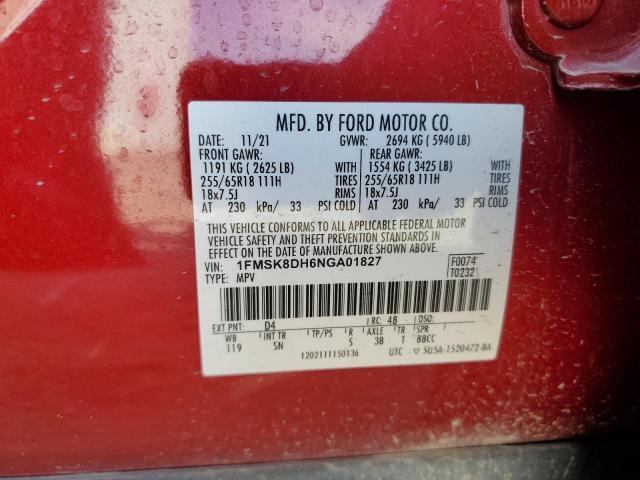 MFD. BY FORD MOTOR CO.
DATE: 11/21 GVWR: 2694 KG (5940 LB)
FRONT GAWR: REAR GAWR:
1191 KG (2625 LB) WITH 1554 KG (3425 LB) WITH
255/65R18 111H TIRES 255/65R18 111H TIRES
18x7.5J RIMS 18x7.5J RIMS
AT 230 kPa/ 33 PSI COLD AT 230 kPa/ 33 PSI COLD
THIS VEHICLE CONFORMS TO ALL APPLICABLE FEDERAL MOTOR
VEHICLE SAFETY AND THEFT PREVENTION STANDARDS IN
EFFECT ON THE DATE OF MANUFACTURE SHOWN ABOVE.
VIN: 1FMSK8DH6NGA01827 F0074
TYPE: MPV T0232
EXT PNT: D4 RC: 48 DSO:
WB INT TR TP/PS R AXLE TR SPR
119 SN 5 3B 1 BBCC
1202111150136 UTC 5U5A-1520472-BA